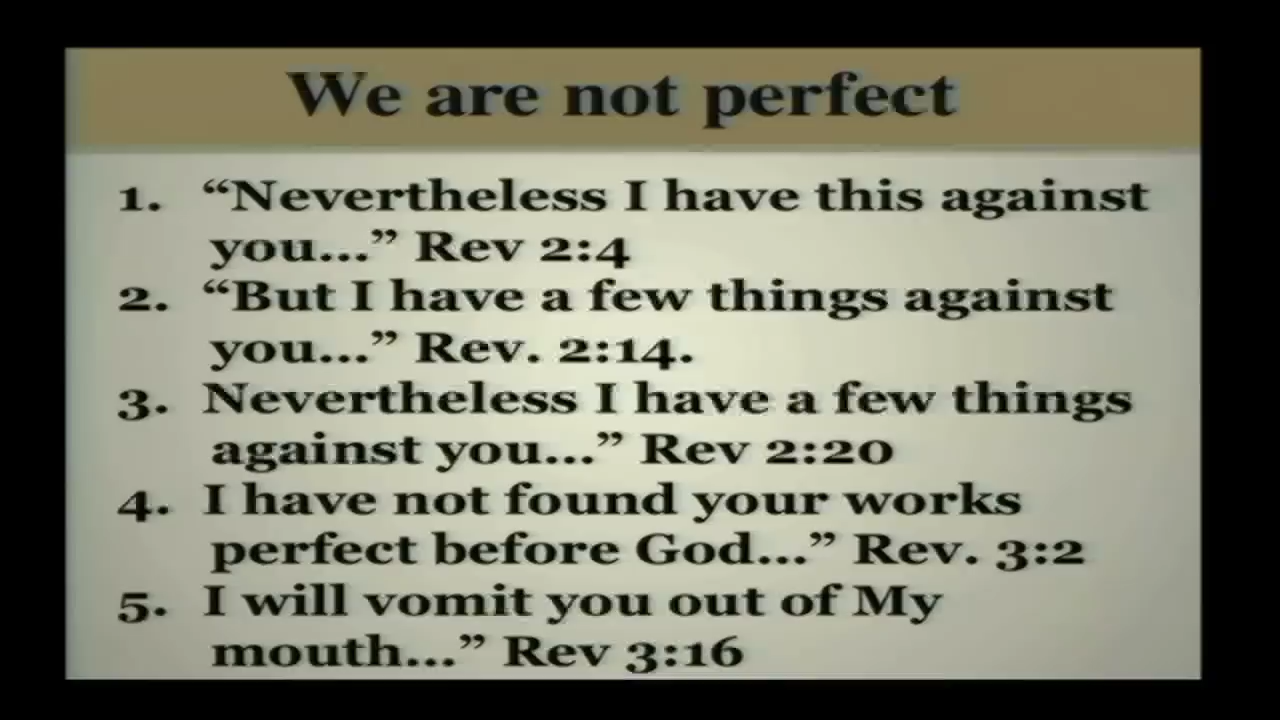 We are not perfect
1. “Nevertheless I have this against
you...” Rev 2:4
2. “But I have a few things against
you...” Rev. 2:14.
3. Nevertheless I have a few things
against you...” Rev 2:20
4. I have not found your works
perfect before God...” Rev. 3:2
5. I will vomit you out of My
mouth...” Rev 3:16